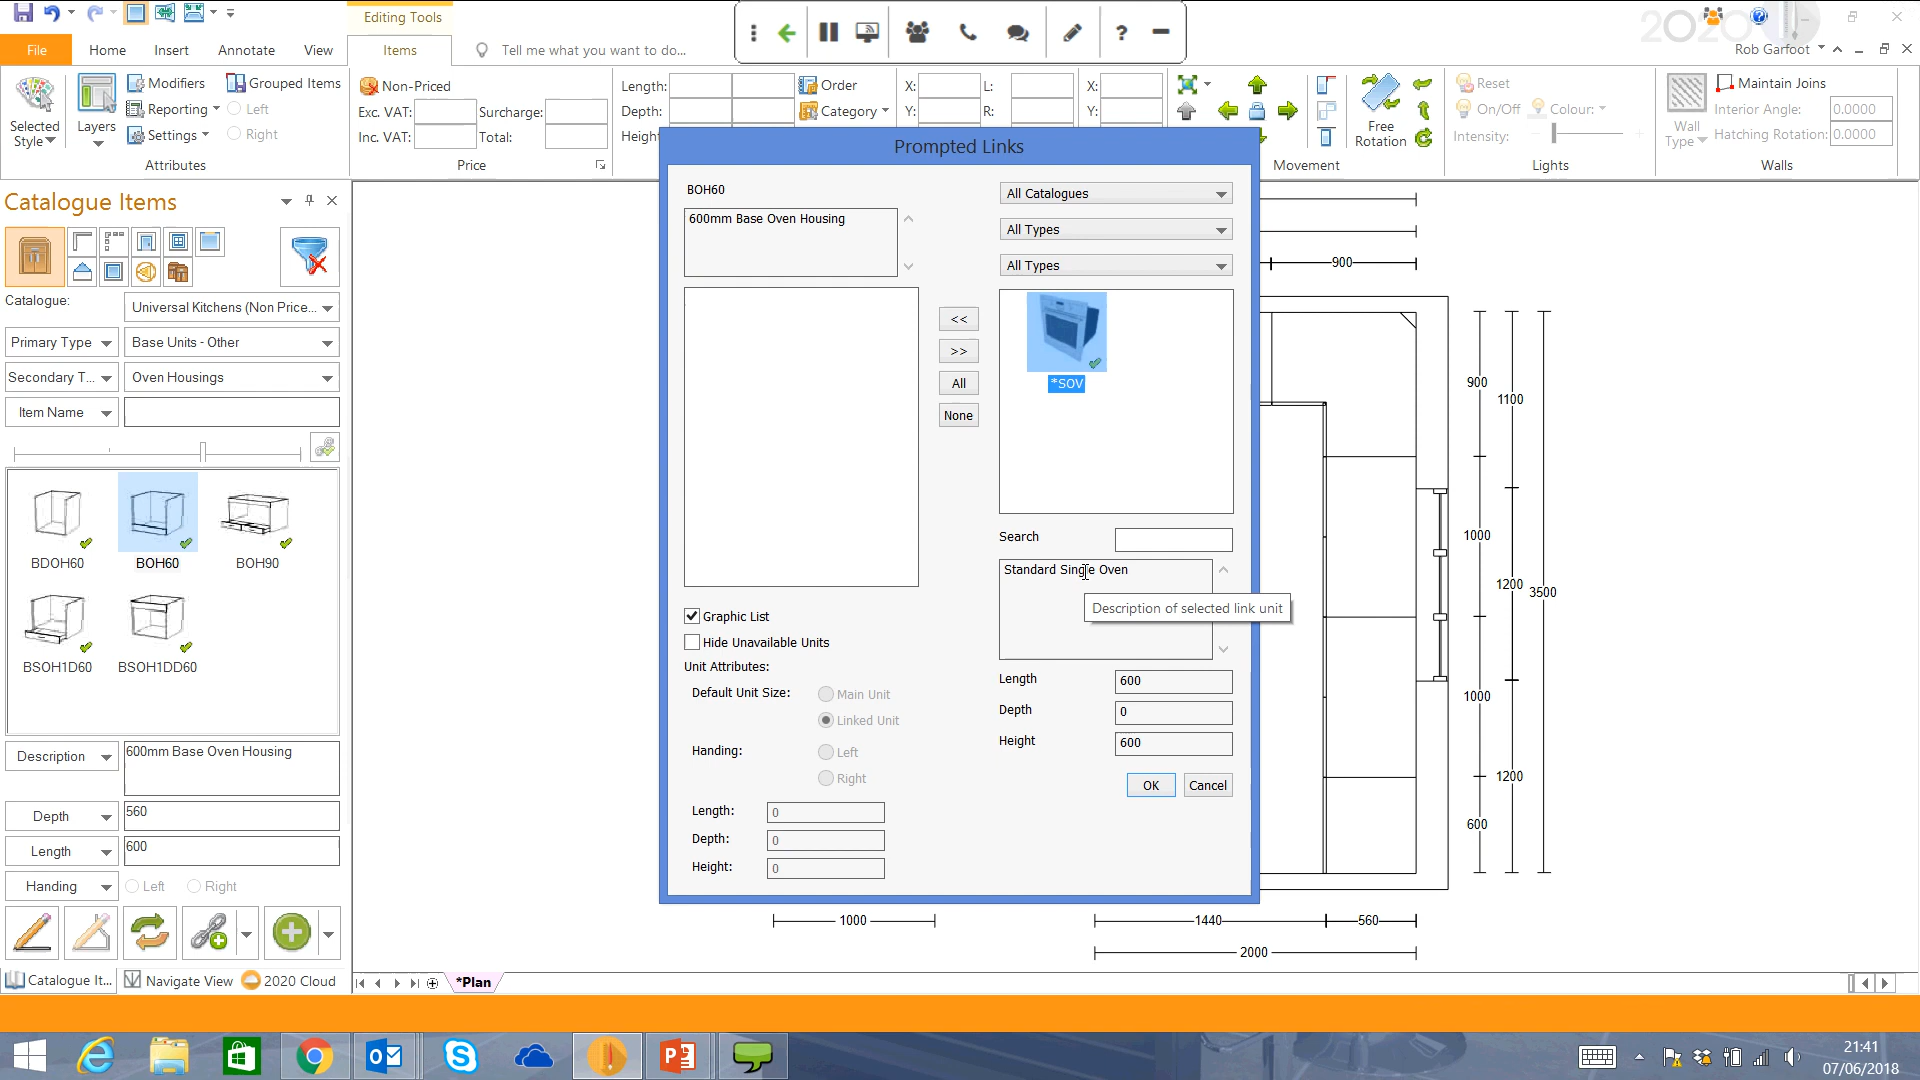 Editing Tools
2020
File
Home
Insert
Annotate
View
Items
Tell me what you want to do...
Rob Garfoot
Selected
Style
Layers
Modifiers
Reporting
Settings
Grouped Items
Left
Right
Attributes
Non-Priced
Exc. VAT:
Surcharge:
Inc. VAT:
Total:
Price
Length:
Depth:
Heigh
Order
Category
X:
L:
Y:
R:
X:
Y:
Free
Rotation
Movement
Reset
On/Off
Colour:
Intensity:
Lights
Wall
Type
Maintain Joins
Interior Angle:
0.0000
Hatching Rotation:
0.0000
Walls
Catalogue Items
Catalogue:
Universal Kitchens (Non Price...
Primary Type
Base Units - Other
Secondary T...
Oven Housings
Item Name
BDOH60
BOH60
BOH90
BSOH1D60
BSOH1DD60
Description
600mm Base Oven Housing
Depth
560
Length
600
Handing
Left
Right
Catalogue It...
Navigate View
2020 Cloud
Prompted Links
BOH60
600mm Base Oven Housing
All Catalogues
All Types
All Types
<<
>>
All
None
*SOV
Search
Standard Single Oven
Description of selected link unit
Graphic List
Hide Unavailable Units
Unit Attributes:
Default Unit Size:
Main Unit
Linked Unit
Handing:
Left
Right
Length:
0
Depth:
0
Height:
0
Length
600
Depth
0
Height
600
OK
Cancel
900
900
1100
1000
1200
3500
1000
1200
600
1000
1440
560
2000
*Plan
21:41
07/06/2018